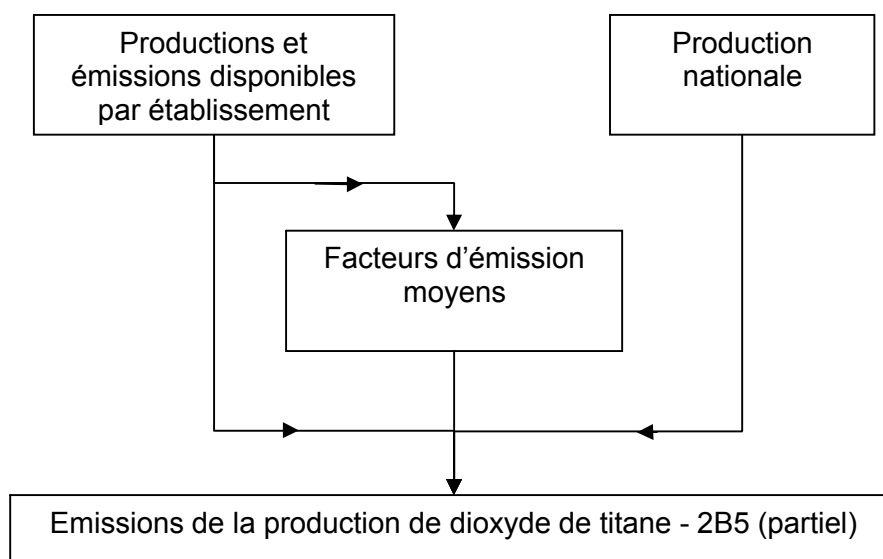 Productions et
émissions disponibles
par établissement
Production
nationale
Facteurs d’émission
moyens
Emissions de la production de dioxyde de titane - 2B5 (partiel)